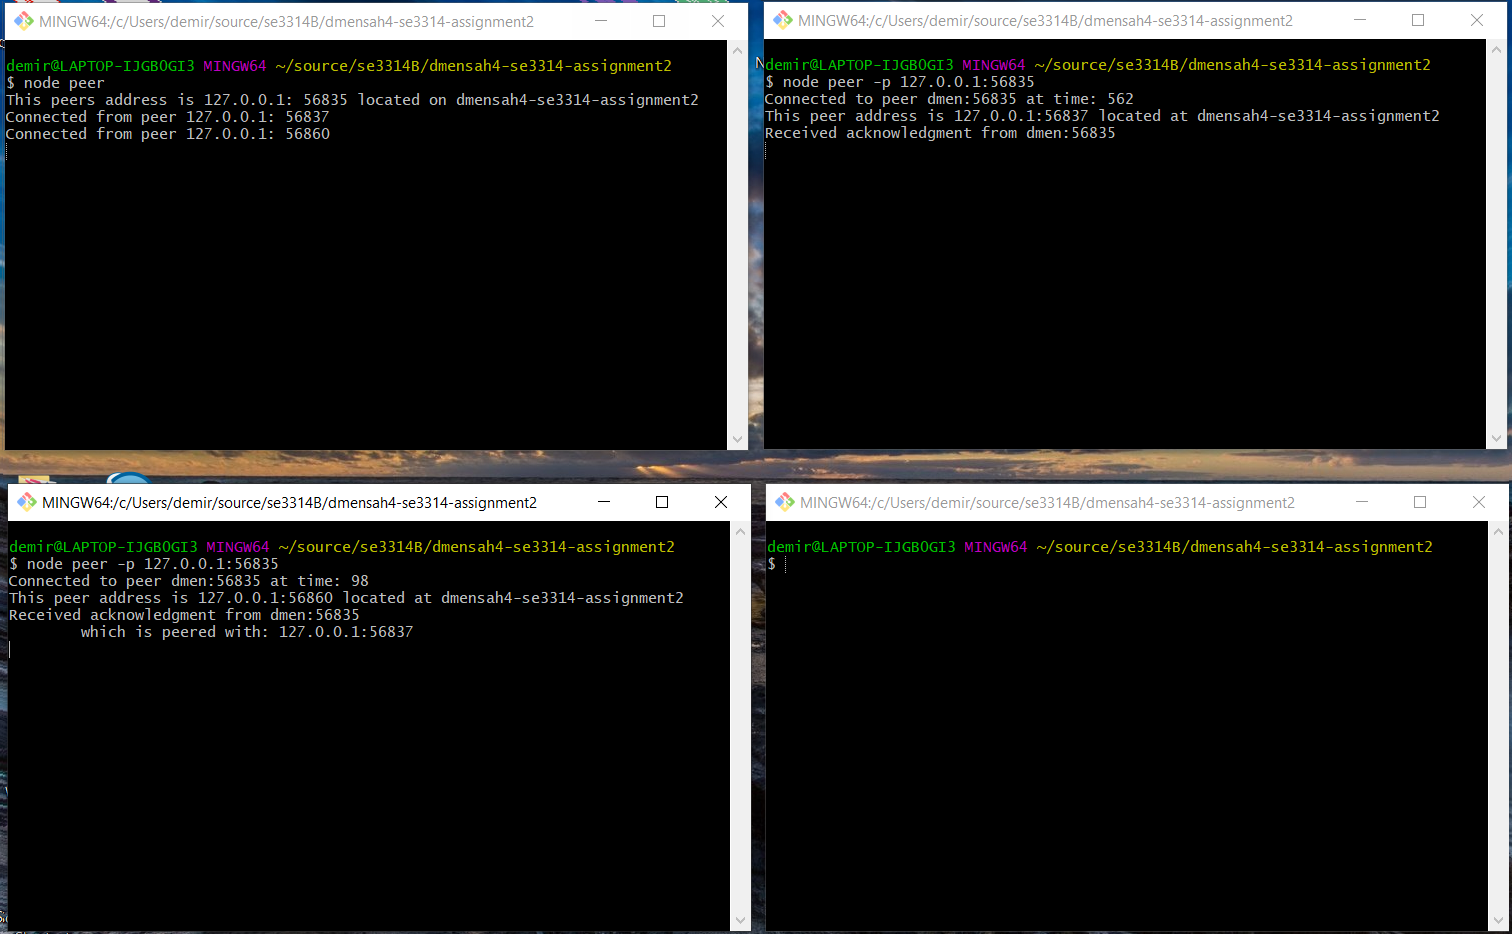 MINGW64:/c/Users/demir/source/se3314B/dmensah4-se3314-assignment2
demir@LAPTOP-IJGB0GI3 MINGW64 ~/source/se3314B/dmensah4-se3314-assignment2
$ node peer
This peers address is 127.0.0.1: 56835 located on dmensah4-se3314-assignment2
Connected from peer 127.0.0.1: 56837
Connected from peer 127.0.0.1: 56860
MINGW64:/c/Users/demir/source/se3314B/dmensah4-se3314-assignment2
demir@LAPTOP-IJGB0GI3 MINGW64 ~/source/se3314B/dmensah4-se3314-assignment2
$ node peer -p 127.0.0.1:56835
Connected to peer dmen:56835 at time: 562
This peer address is 127.0.0.1:56837 located at dmensah4-se3314-assignment2
Received acknowledgment from dmen:56835
MINGW64:/c/Users/demir/source/se3314B/dmensah4-se3314-assignment2
demir@LAPTOP-IJGB0GI3 MINGW64 ~/source/se3314B/dmensah4-se3314-assignment2
$ node peer -p 127.0.0.1:56835
Connected to peer dmen:56835 at time: 98
This peer address is 127.0.0.1:56860 located at dmensah4-se3314-assignment2
Received acknowledgment from dmen:56835
which is peered with: 127.0.0.1:56837
MINGW64:/c/Users/demir/source/se3314B/dmensah4-se3314-assignment2
demir@LAPTOP-IJGB0GI3 MINGW64 ~/source/se3314B/dmensah4-se3314-assignment2
$